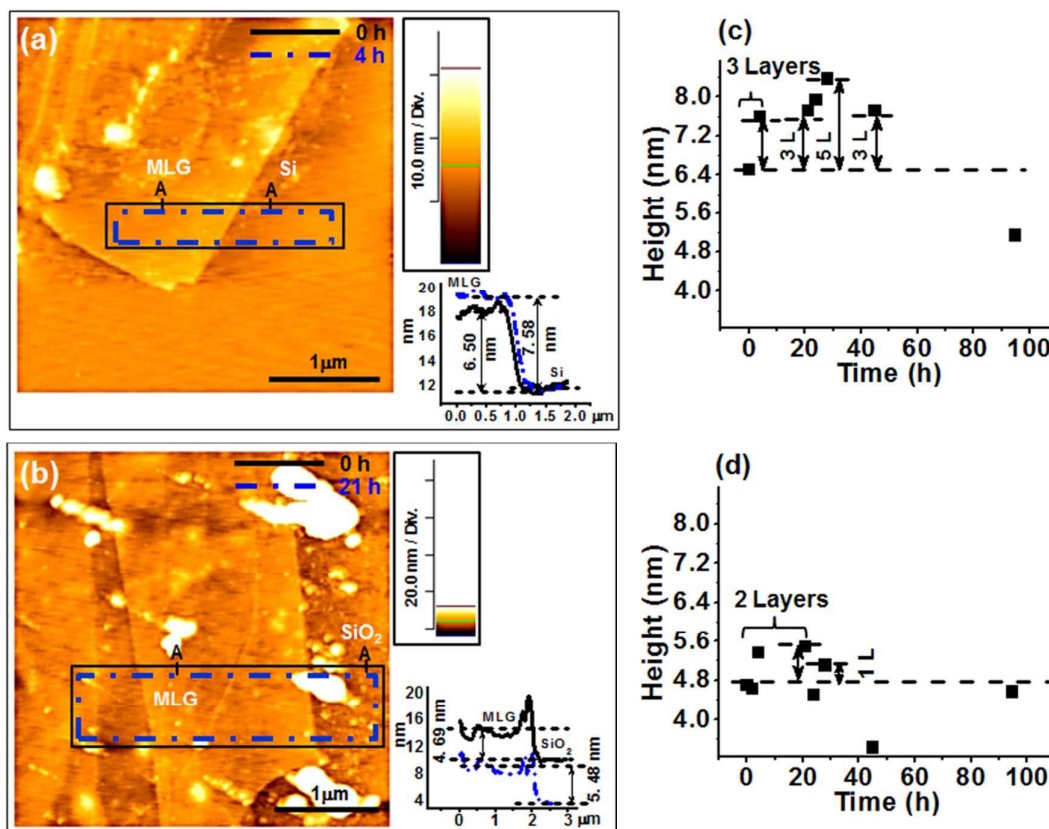 (a)
0 h
4 h
MLG
Si
A
A
1μm
10.0 nm / Div.
MLG
20
18
16
14
12
nm
6. 50
nm
7.58
nm
Si
0.0 0.5 1.0 1.5 2.0 μm
(b)
0 h
21 h
SiO2
A
A
MLG
1μm
20.0 nm / Div.
nm
20
16
12
8
4
4. 69 nm
MLG
SiO2
5. 48 nm
0 1 2 3 μm
(c)
3 Layers
8.0
7.2
6.4
5.6
4.8
4.0
Height (nm)
3 L
5 L
3 L
0 20 40 60 80 100
Time (h)
(d)
2 Layers
8.0
7.2
6.4
5.6
4.8
4.0
Height (nm)
1 L
0 20 40 60 80 100
Time (h)